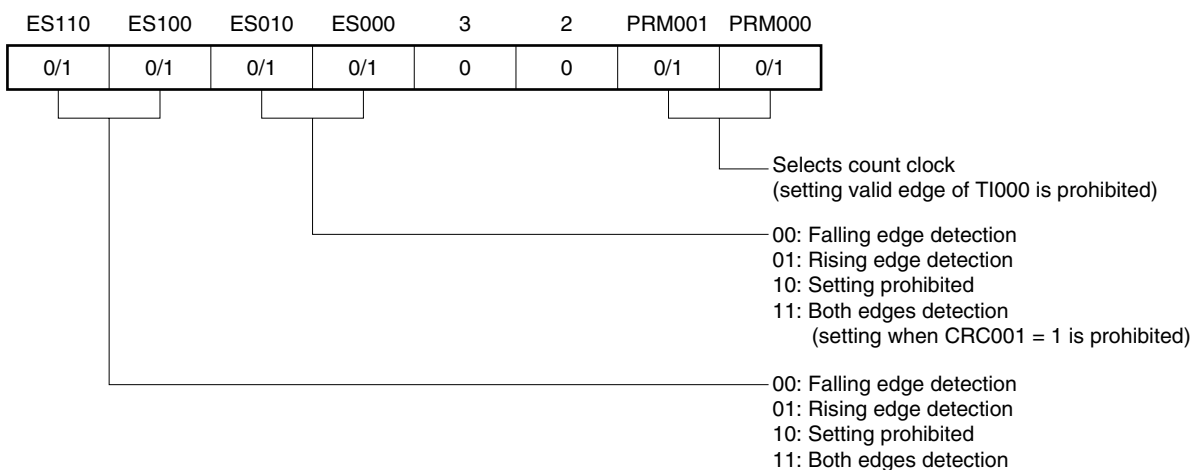 ES110 ES100 ES010 ES000 3 2 PRM001 PRM000
0/1 0/1 0/1 0/1 0 0 0/1 0/1
Selects count clock
(setting valid edge of TI000 is prohibited)
00: Falling edge detection
01: Rising edge detection
10: Setting prohibited
11: Both edges detection
(setting when CRC001 = 1 is prohibited)
00: Falling edge detection
01: Rising edge detection
10: Setting prohibited
11: Both edges detection